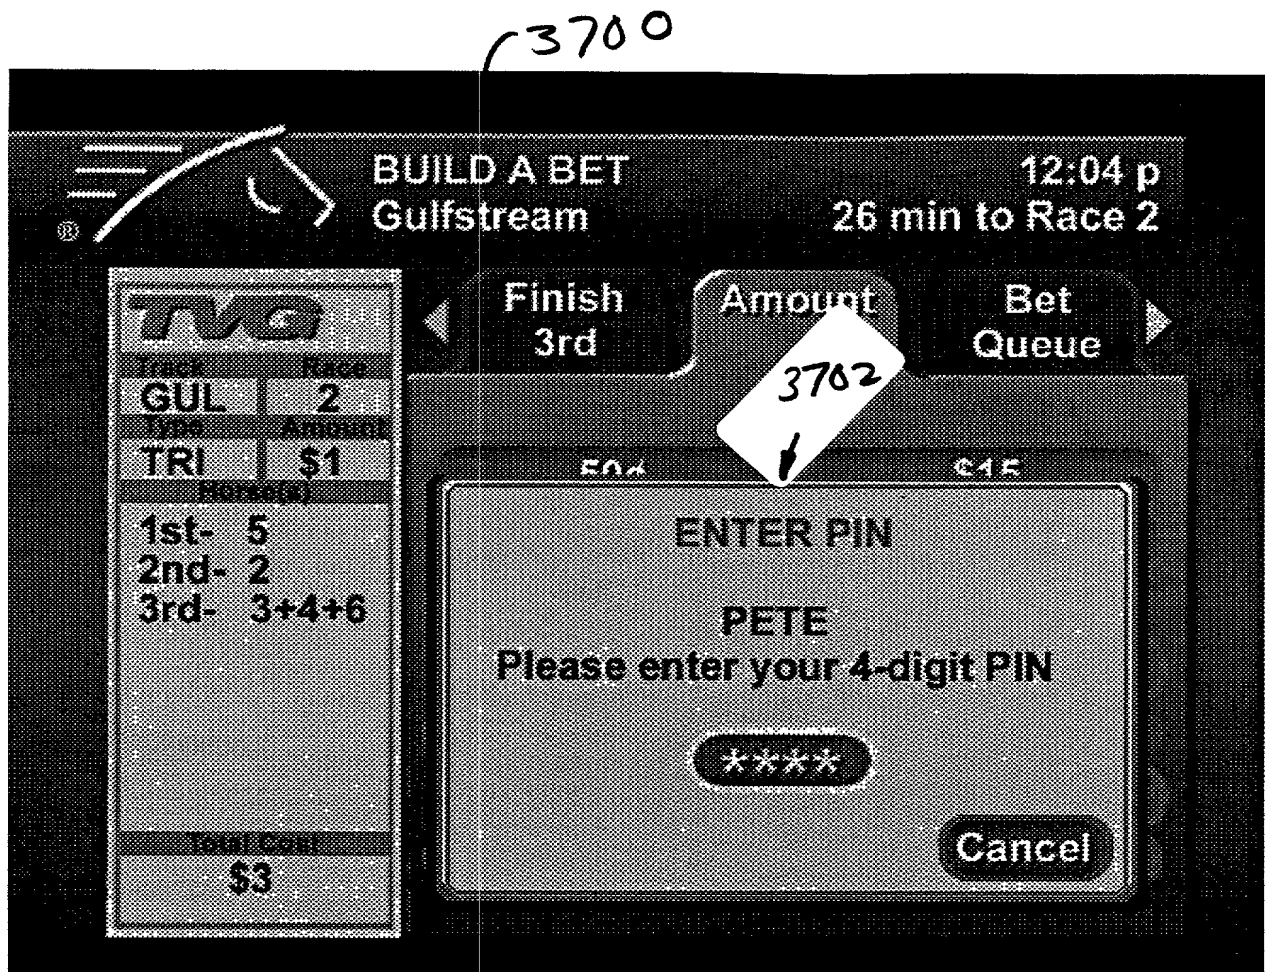 3700
BUILD A BET
12:04 p
Gulfstream
26 min to Race 2
®
Finish
3rd
Amount
Bet
Queue
3702
TVG
Track Race
GUL 2
Type Amount
TRI $1
Horse(s)
1st- 5
2nd- 2
3rd- 3+4+6
Total Cost
$3
50¢ $15
ENTER PIN
PETE
Please enter your 4-digit PIN
****
Cancel